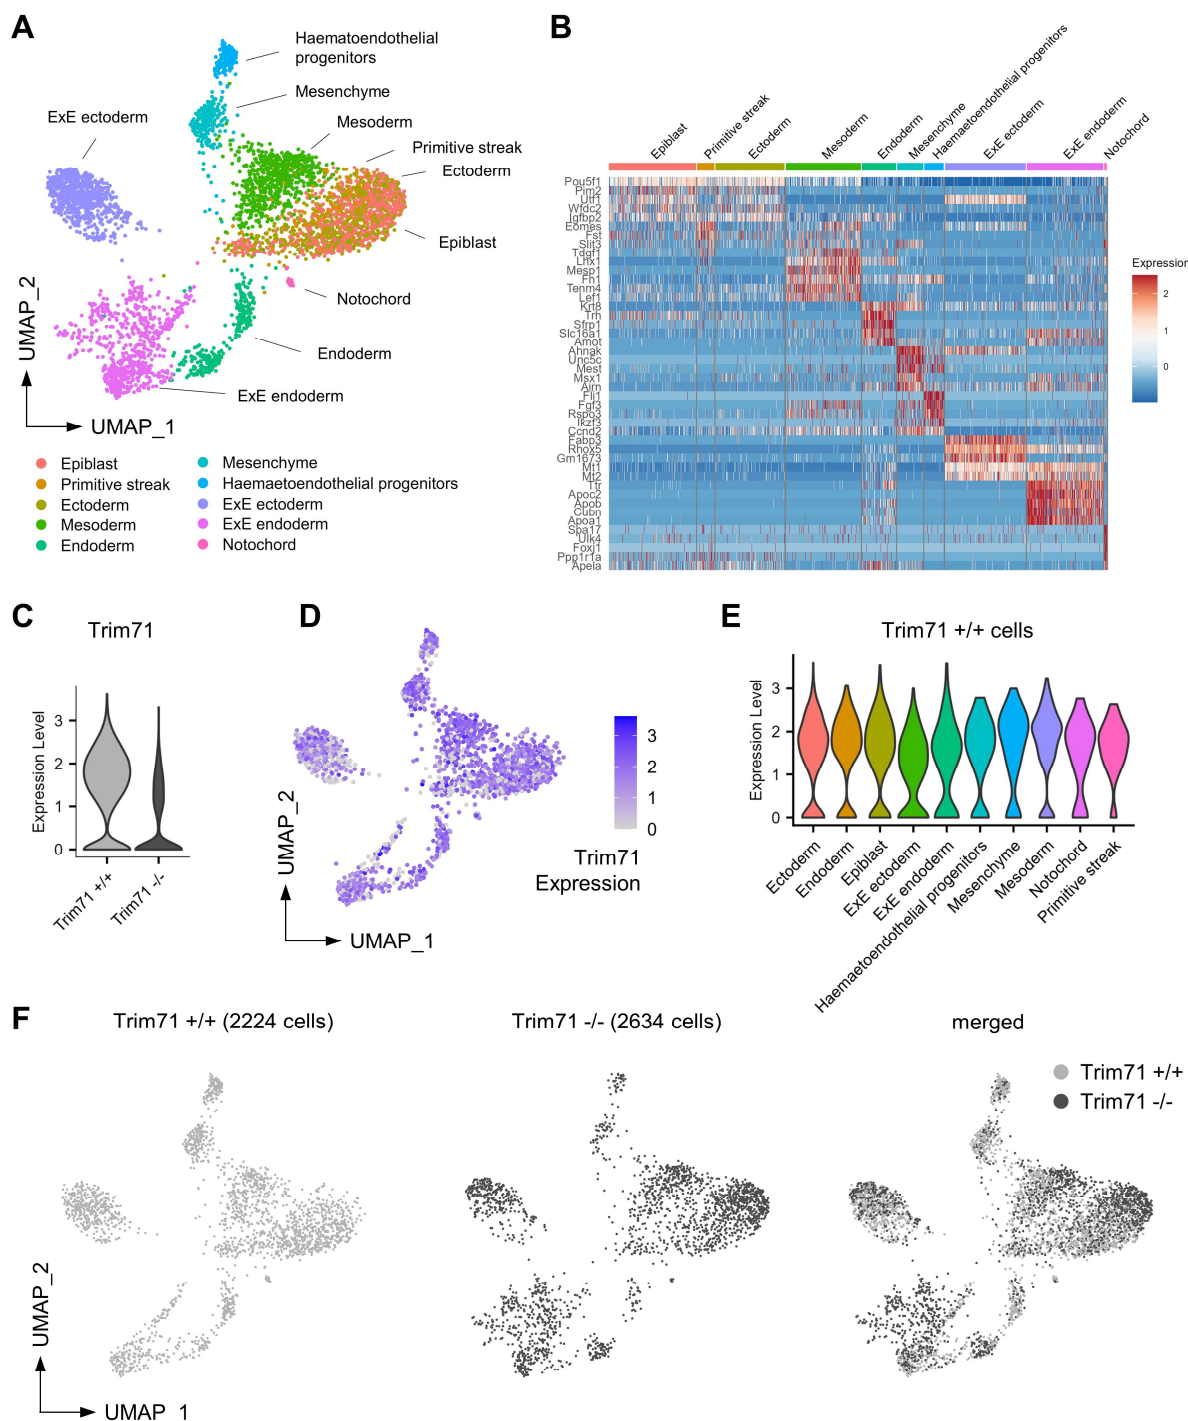 A
Haematoendothelial
progenitors
Mesenchyme
ExE ectoderm
Mesoderm
Primitive streak
Ectoderm
Epiblast
Notochord
Endoderm
ExE endoderm
UMAP_2
UMAP_1
Epiblast
Primitive streak
Ectoderm
Mesoderm
Endoderm
Mesenchyme
Haemaetoendothelial progenitors
ExE ectoderm
ExE endoderm
Notochord
B
Epiblast
Primitive streak
Ectoderm
Mesoderm
Endoderm
Mesenchyme
Haemaetoendothelial progenitors
ExE ectoderm
ExE endoderm
Notochord
Pou5f1
Pim2
Utf1
Wfdc2
Igfbp2
Eomes
Fst
Slit3
Tdgf1
Lhx1
Mesp1
Fn1
Tenm4
Lef1
Krt8
Trh
Sfrp1
Slc16a1
Amot
Ahnak
Unc5c
Mest
Msx1
Airn
Fli1
Fgf3
Rspo3
Ikzf3
Ccnd2
Fabp3
Rhox5
Gm1673
Mt1
Mt2
Ttr
Apoc2
Apob
Cubn
Apoa1
Spa17
Ulk4
Foxj1
Ppp1r1a
Apela
Expression
2
1
0
C
Trim71
Expression Level
3
2
1
0
Trim71 +/+
Trim71 -/-
D
UMAP_2
UMAP_1
3
2
1
0
Trim71
Expression
E
Trim71 +/+ cells
Expression Level
3
2
1
0
Ectoderm
Endoderm
Epiblast
ExE ectoderm
ExE endoderm
Haemaetoendothelial progenitors
Mesenchyme
Mesoderm
Notochord
Primitive streak
F
Trim71 +/+ (2224 cells)
Trim71 -/- (2634 cells)
merged
Trim71 +/+
Trim71 -/-
UMAP_2
UMAP_1